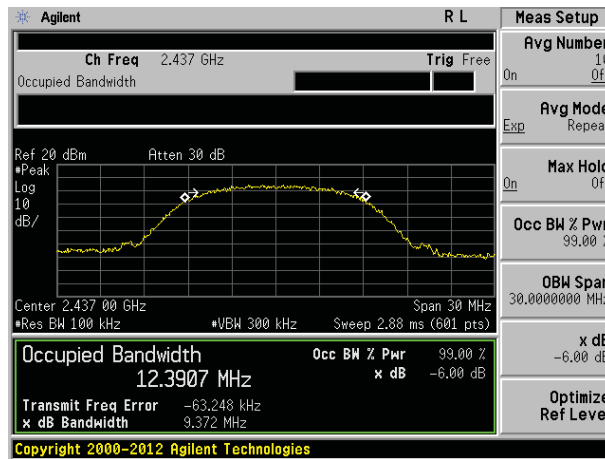 Agilent R L Meas Setup
Ch Freq 2.437 GHz Trig Free
Occupied Bandwidth
Avg Number
On
Avg Mode
Exp Repeat
Max Hold
On
Occ BW % Pwr
99.00 %
OBW Span
30.0000000 MHz
x dB
-6.00 dB
Optimize
Ref Level
Ref 20 dBm Atten 30 dB
#Peak
Log
10
dB/
Center 2.437 00 GHz Span 30 MHz
#Res BW 100 kHz #VBW 300 kHz Sweep 2.88 ms (601 pts)
Occupied Bandwidth Occ BW % Pwr 99.00 %
12.3907 MHz x dB -6.00 dB
Transmit Freq Error -63.248 kHz
x dB Bandwidth 9.372 MHz
Copyright 2000-2012 Agilent Technologies